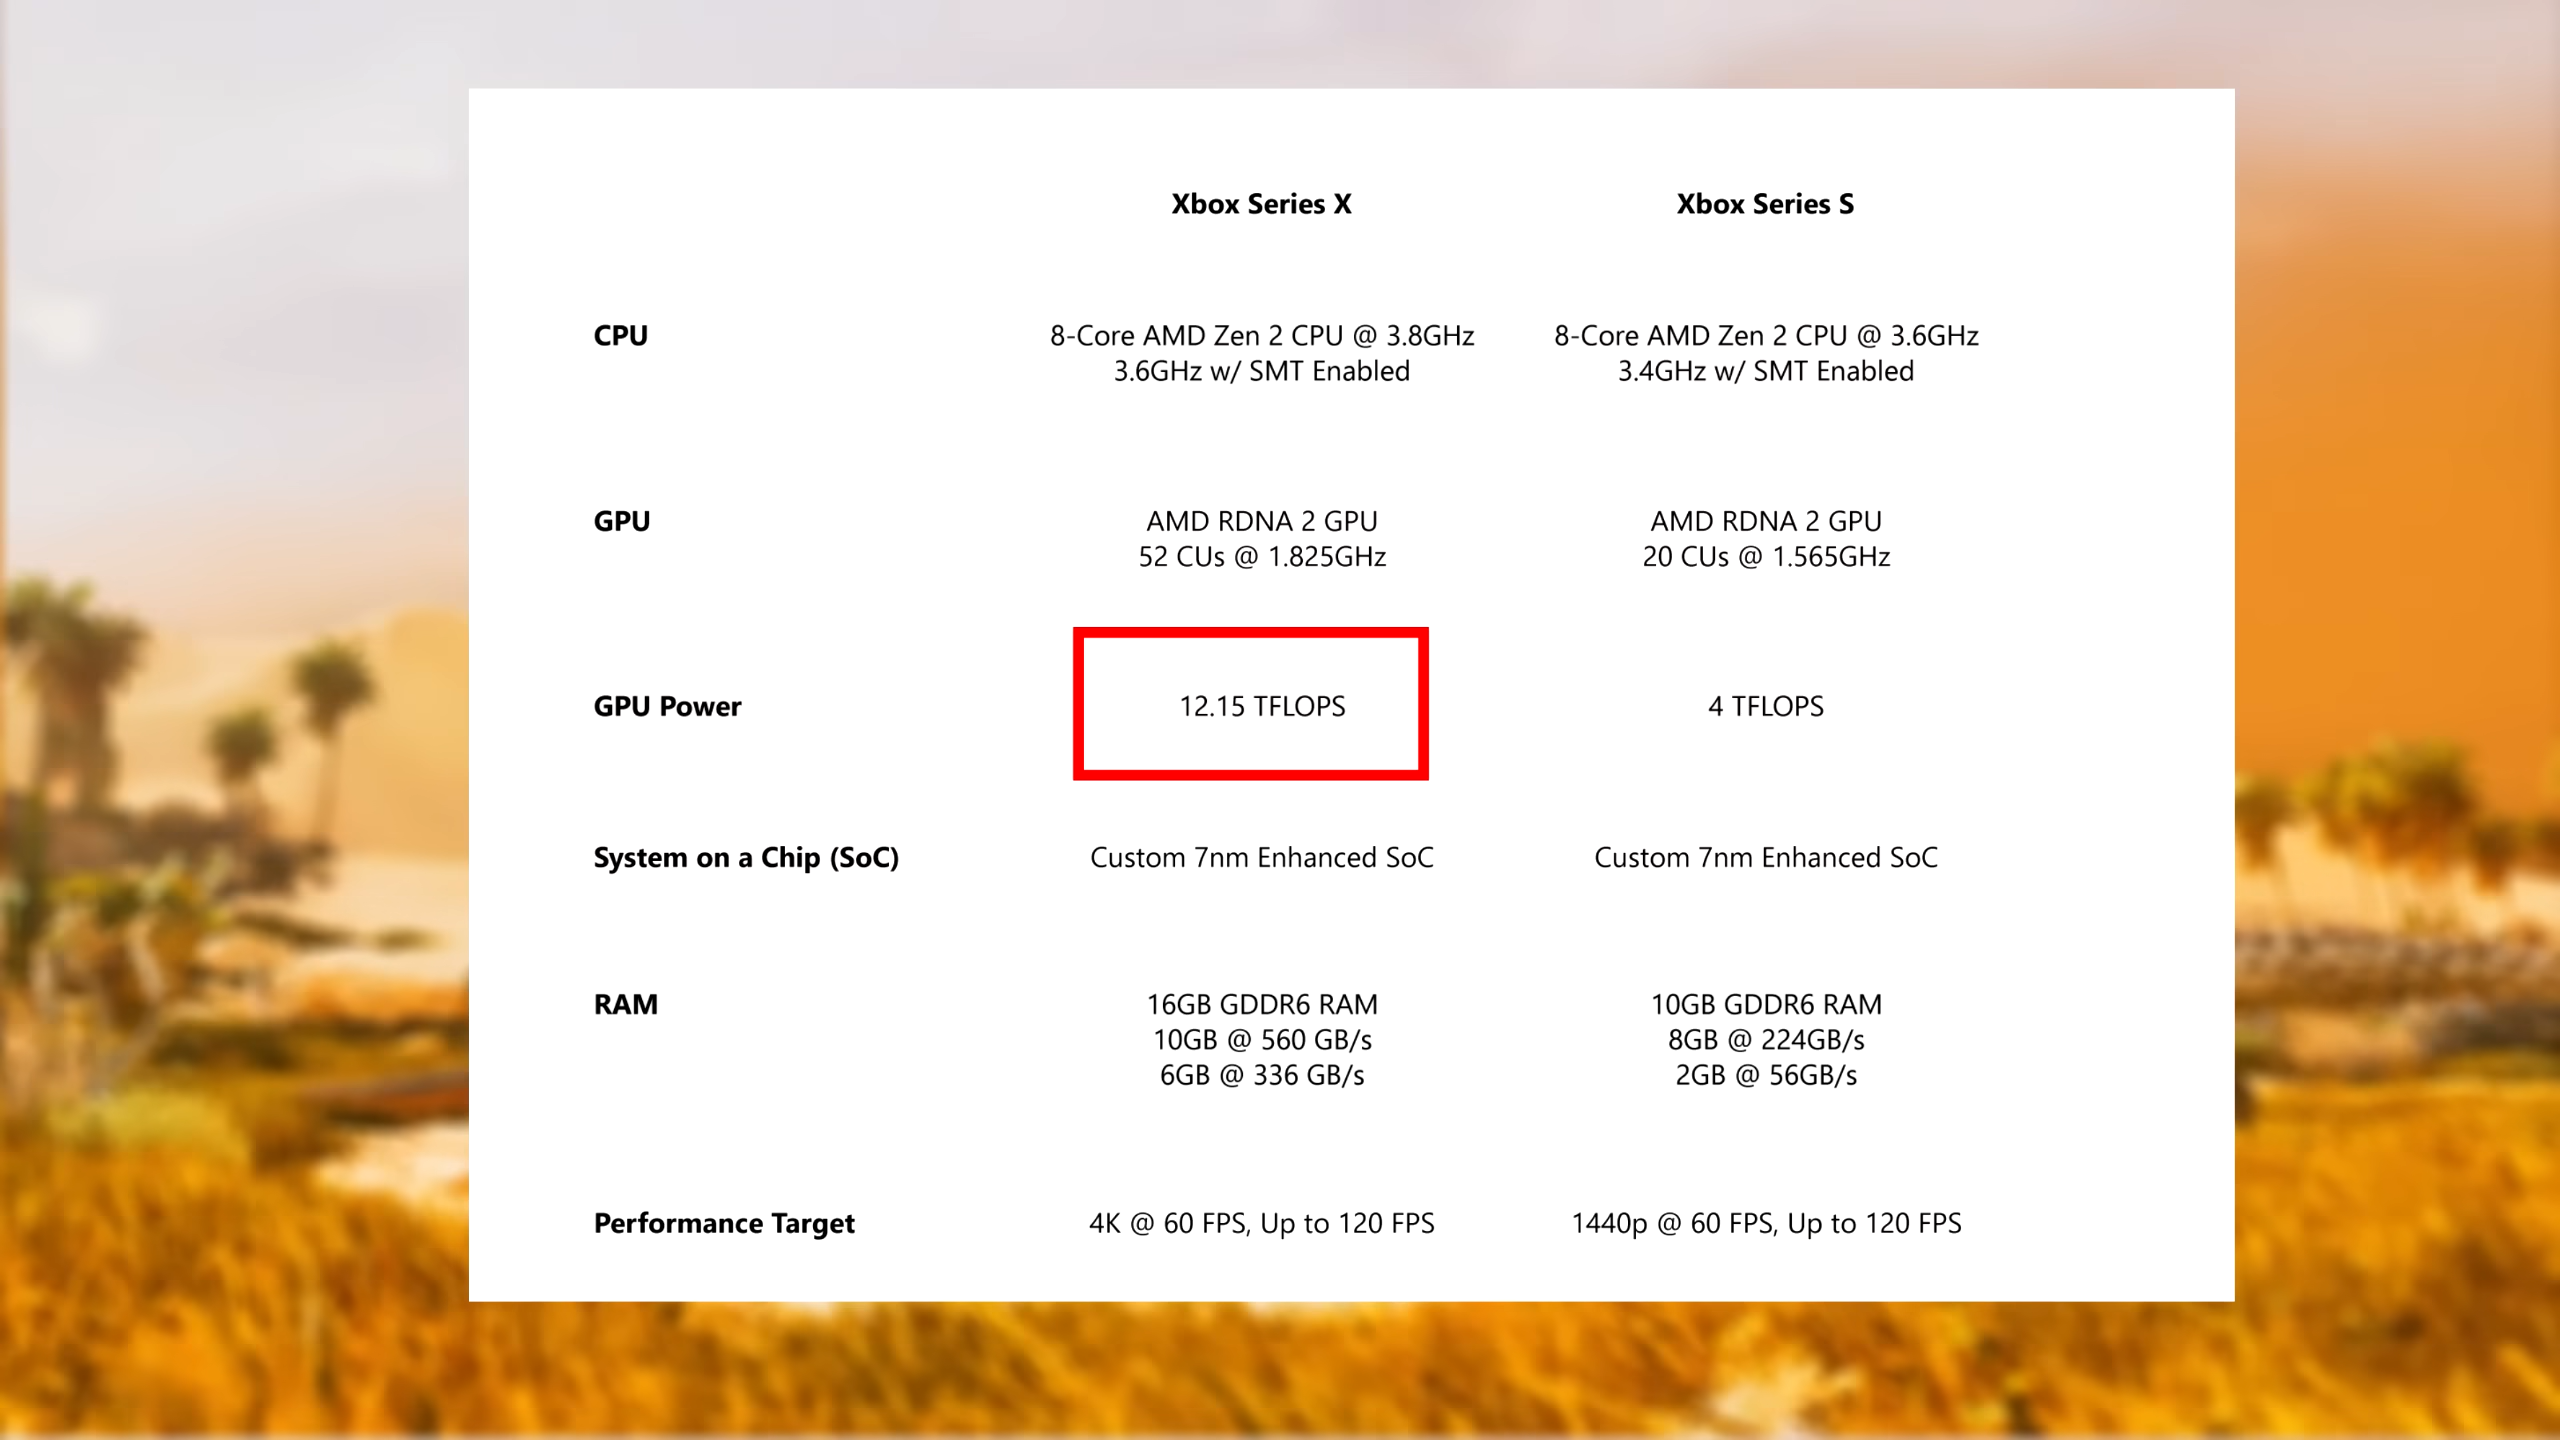 Xbox Series X Xbox Series S
CPU 8-Core AMD Zen 2 CPU @ 3.8GHz 8-Core AMD Zen 2 CPU @ 3.6GHz
3.6GHz w/ SMT Enabled 3.4GHz w/ SMT Enabled
GPU AMD RDNA 2 GPU AMD RDNA 2 GPU
52 CUs @ 1.825GHz 20 CUs @ 1.565GHz
GPU Power 12.15 TFLOPS 4 TFLOPS
System on a Chip (SoC) Custom 7nm Enhanced SoC Custom 7nm Enhanced SoC
RAM 16GB GDDR6 RAM 10GB GDDR6 RAM
10GB @ 560 GB/s 8GB @ 224GB/s
6GB @ 336 GB/s 2GB @ 56GB/s
Performance Target 4K @ 60 FPS, Up to 120 FPS 1440p @ 60 FPS, Up to 120 FPS